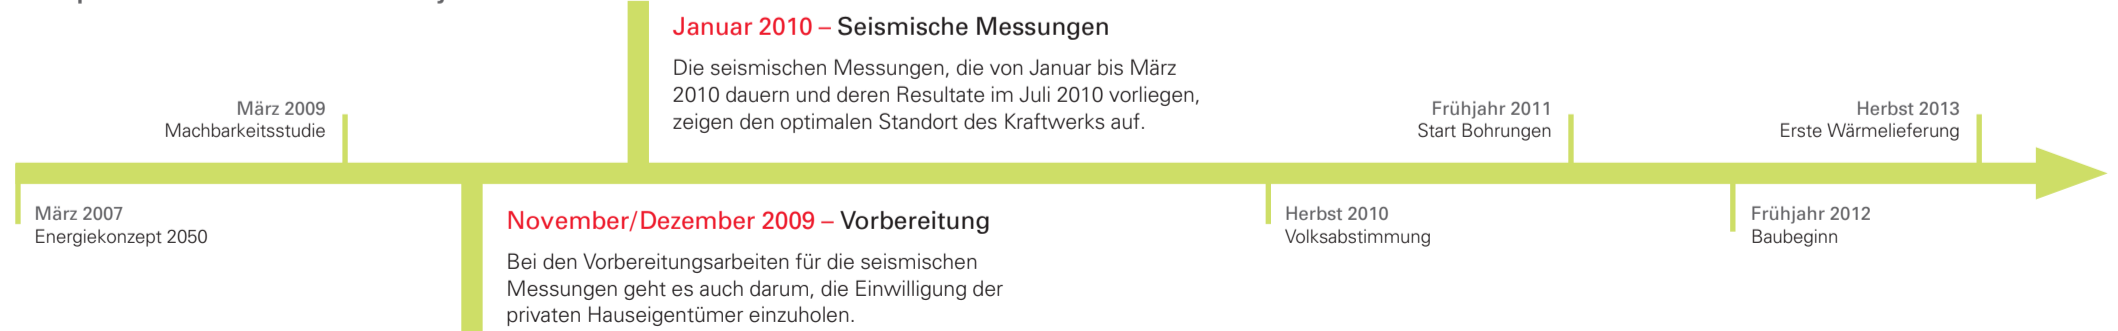 Januar 2010 – Seismische Messungen
Die seismischen Messungen, die von Januar bis März
2010 dauern und deren Resultate im Juli 2010 vorliegen,
zeigen den optimalen Standort des Kraftwerks auf.
März 2009
Machbarkeitsstudie
Frühjahr 2011
Start Bohrungen
Herbst 2013
Erste Wärmelieferung
März 2007
Energiekonzept 2050
November/Dezember 2009 – Vorbereitung
Bei den Vorbereitungsarbeiten für die seismischen
Messungen geht es auch darum, die Einwilligung der
privaten Hauseigentümer einzuholen.
Herbst 2010
Volksabstimmung
Frühjahr 2012
Baubeginn